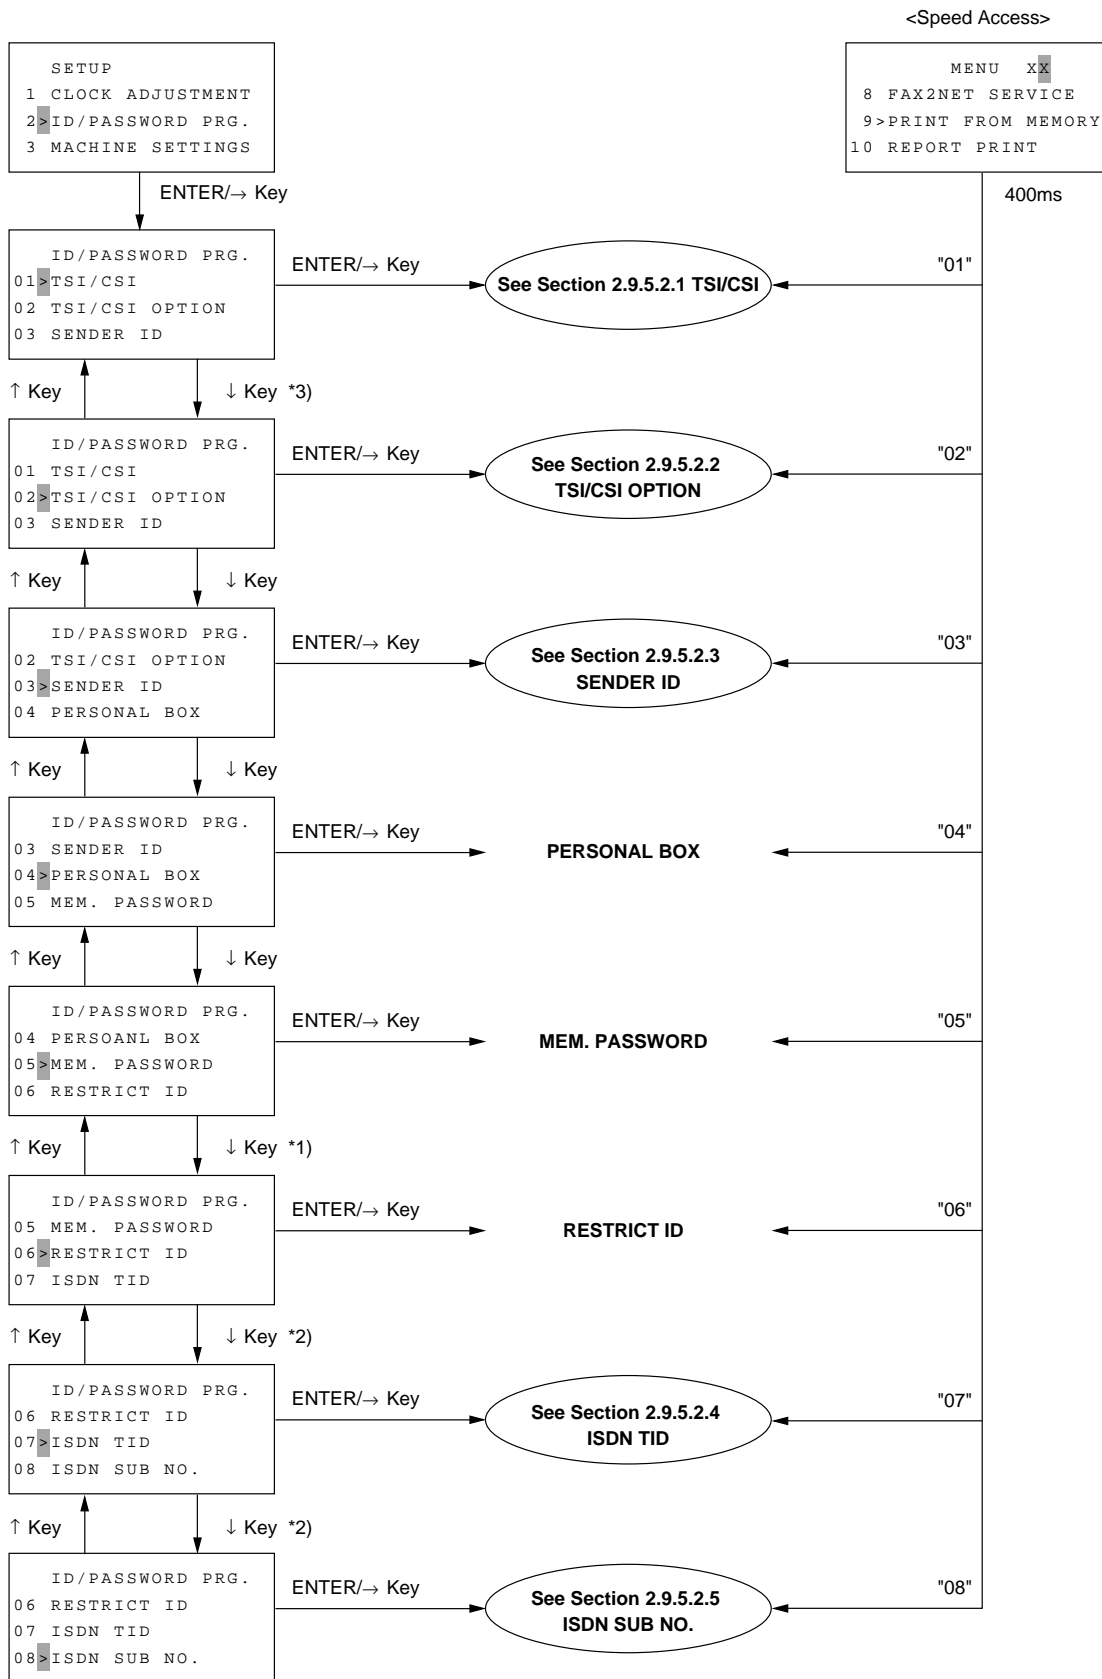 <Speed Access>
SETUP
1 CLOCK ADJUSTMENT
2>ID/PASSWORD PRG.
3 MACHINE SETTINGS
MENU XX
8 FAX2NET SERVICE
9>PRINT FROM MEMORY
10 REPORT PRINT
ENTER/→ Key
400ms
ID/PASSWORD PRG.
01>TSI/CSI
02 TSI/CSI OPTION
03 SENDER ID
ENTER/→ Key
See Section 2.9.5.2.1 TSI/CSI
"01"
↑ Key
↓ Key *3)
ID/PASSWORD PRG.
01 TSI/CSI
02>TSI/CSI OPTION
03 SENDER ID
ENTER/→ Key
See Section 2.9.5.2.2
TSI/CSI OPTION
"02"
↑ Key
↓ Key
ID/PASSWORD PRG.
02 TSI/CSI OPTION
03>SENDER ID
04 PERSONAL BOX
ENTER/→ Key
See Section 2.9.5.2.3
SENDER ID
"03"
↑ Key
↓ Key
ID/PASSWORD PRG.
03 SENDER ID
04>PERSONAL BOX
05 MEM. PASSWORD
ENTER/→ Key
PERSONAL BOX
"04"
↑ Key
↓ Key
ID/PASSWORD PRG.
04 PERSOANL BOX
05>MEM. PASSWORD
06 RESTRICT ID
ENTER/→ Key
MEM. PASSWORD
"05"
↑ Key
↓ Key *1)
ID/PASSWORD PRG.
05 MEM. PASSWORD
06>RESTRICT ID
07 ISDN TID
ENTER/→ Key
RESTRICT ID
"06"
↑ Key
↓ Key *2)
ID/PASSWORD PRG.
06 RESTRICT ID
07>ISDN TID
08 ISDN SUB NO.
ENTER/→ Key
See Section 2.9.5.2.4
ISDN TID
"07"
↑ Key
↓ Key *2)
ID/PASSWORD PRG.
06 RESTRICT ID
07 ISDN TID
08>ISDN SUB NO.
ENTER/→ Key
See Section 2.9.5.2.5
ISDN SUB NO.
"08"